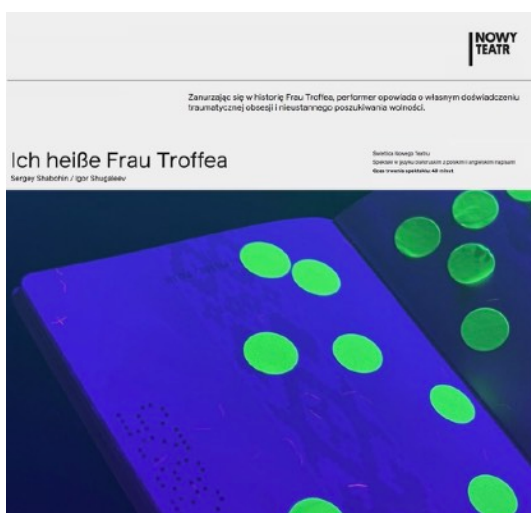 NOWY
TEATR
Zanurzając się w historię Frau Troffea, performer opowiada o własnym doświadczeniu
traumatycznej obsesji i nieustannego poszukiwania wolności.
Ich heiße Frau Troffea
Sergey Shabohin / Igor Shugaleev
Świetlica Nowego Teatru
Spektakl w języku białoruskim z polskimi i angielskimi napisami
Czas trwania spektaklu: 40 minut